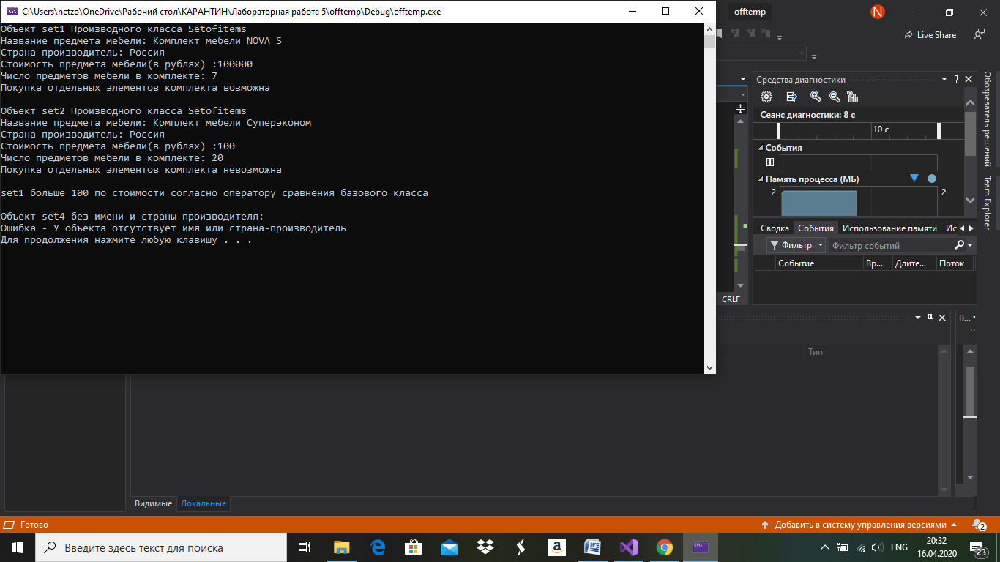 C:\Users\netzo\OneDrive\Рабочий стол\КАРАНТИН\Лабораторная работа 5\offtemp\Debug\offtemp.exe
Объект set1 Производного класса Setofitems
Название предмета мебели: Комплект мебели NOVA S
Страна-производитель: Россия
Стоимость предмета мебели(в рублях) :100000
Число предметов мебели в комплекте: 7
Покупка отдельных элементов комплекта возможна
Объект set2 Производного класса Setofitems
Название предмета мебели: Комплект мебели Суперэконом
Страна-производитель: Россия
Стоимость предмета мебели(в рублях) :100
Число предметов мебели в комплекте: 20
Покупка отдельных элементов комплекта невозможна
set1 больше 100 по стоимости согласно оператору сравнения базового класса
Объект set4 без имени и страны-производителя:
Ошибка - У объекта отсутствует имя или страна-производитель
Для продолжения нажмите любую клавишу . . .
offtemp
N
Live Share
Средства диагностики
Сеанс диагностики: 8 с
10 с
События
Память процесса (МБ)
2
2
Сводка События Использование памяти Ис
Фильтр Фильтр событий
Событие Вр... Длите... Поток
Обозреватель решений
Team Explorer
CRLF
В...
Тип
Видимые Локальные
Готово
Добавить в систему управления версиями
2
Введите здесь текст для поиска
ENG
20:32
16.04.2020
23